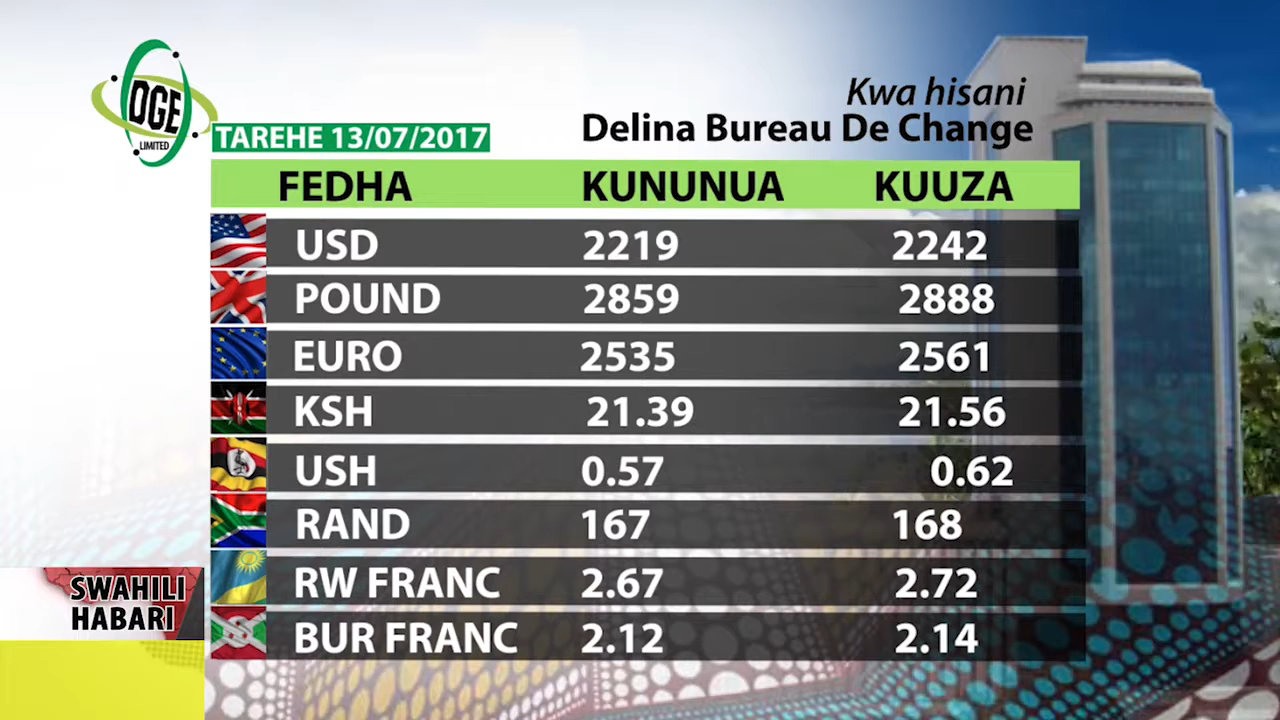 DGE
LIMITED
Kwa hisani
Delina Bureau De Change
TAREHE 13/07/2017
FEDHA KUNUNUA KUUZA
USD 2219 2242
POUND 2859 2888
EURO 2535 2561
KSH 21.39 21.56
USH 0.57 0.62
RAND 167 168
RW FRANC 2.67 2.72
BUR FRANC 2.12 2.14
SWAHILI
HABARI